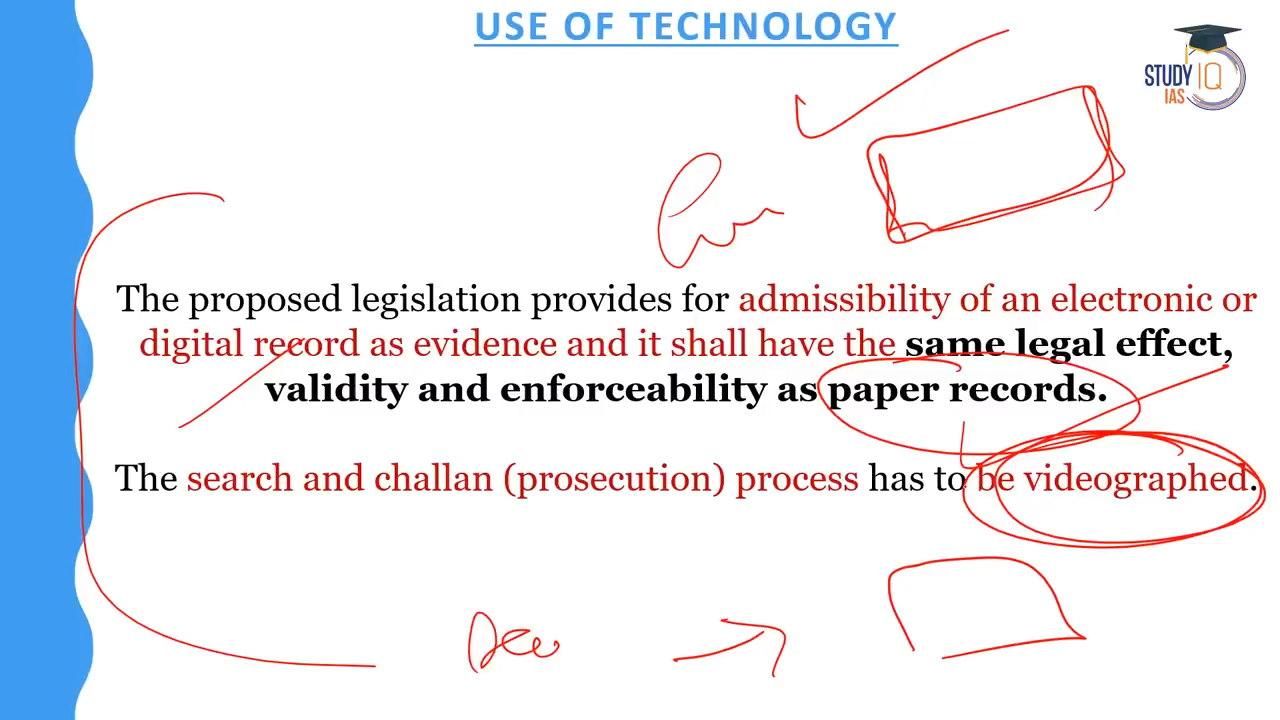 USE OF TECHNOLOGY
STUDY IQ
IAS
The proposed legislation provides for admissibility of an electronic or
digital record as evidence and it shall have the same legal effect,
validity and enforceability as paper records.
The search and challan (prosecution) process has to be videographed.